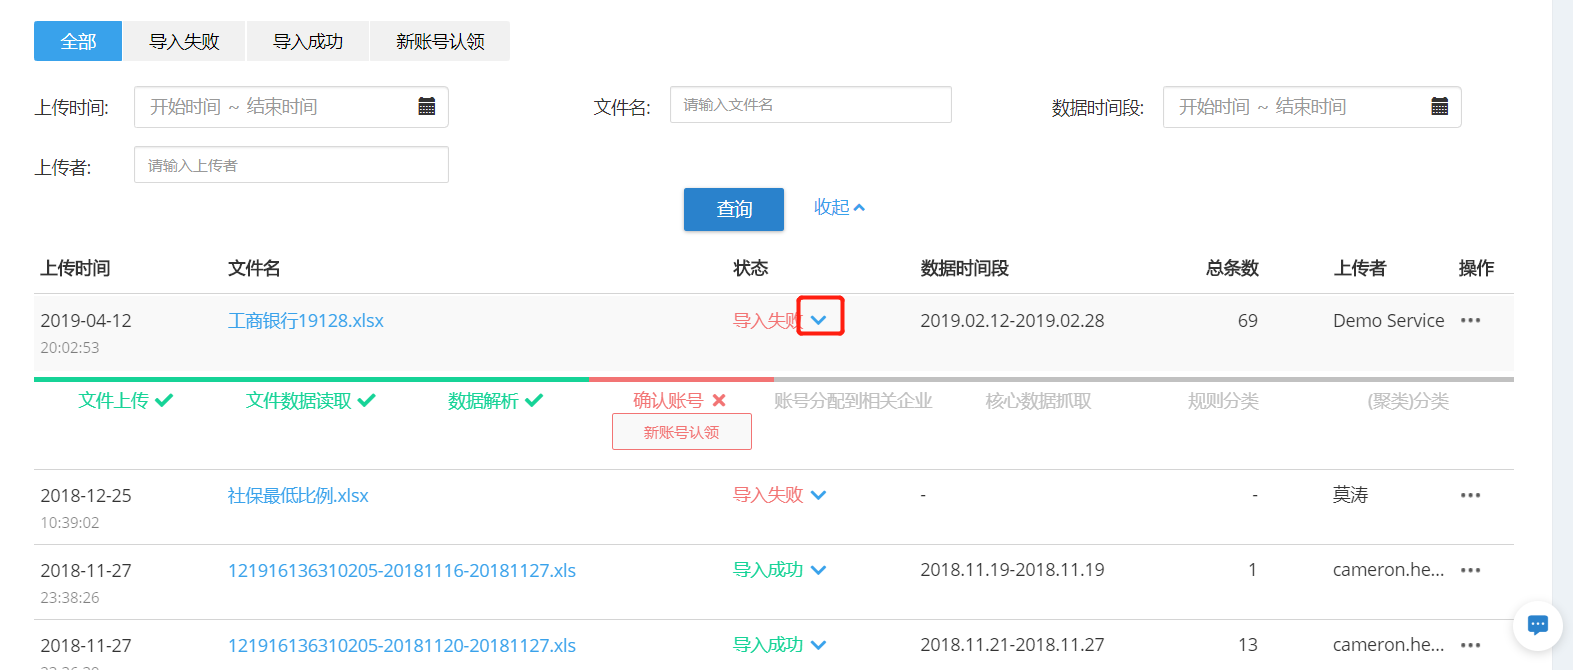 全部 导入失败 导入成功 新账号认领
上传时间: 开始时间 ~ 结束时间 文件名: 请输入文件名 数据时间段: 开始时间 ~ 结束时间
上传者: 请输入上传者
查询 收起
上传时间 文件名 状态 数据时间段 总条数 上传者 操作
2019-04-12 工商银行19128.xlsx 导入失败 2019.02.12-2019.02.28 69 Demo Service
20:02:53
文件上传 文件数据读取 数据解析 确认账号 账号分配到相关企业 核心数据抓取 规则分类 (聚类)分类
新账号认领
2018-12-25 社保最低比例.xlsx 导入失败 - - 莫涛
10:39:02
2018-11-27 121916136310205-20181116-20181127.xls 导入成功 2018.11.19-2018.11.19 1 cameron.he...
23:38:26
2018-11-27 121916136310205-20181120-20181127.xls 导入成功 2018.11.21-2018.11.27 13 cameron.he...